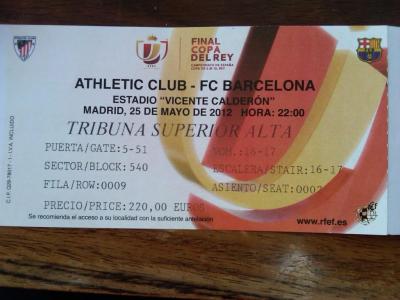 FINAL
COPA
DEL REY
CAMPEONATO DE ESPAÑA
ATHLETIC CLUB - FC BARCELONA
ESTADIO "VICENTE CALDERÓN"
MADRID, 25 DE MAYO DE 2012 HORA: 22:00
TRIBUNA SUPERIOR ALTA
PUERTA/GATE:5-51 VOM.:16-17
SECTOR/BLOCK:540 ESCALERA/STAIR:16-17
FILA/ROW:0009 ASIENTO/SEAT:0002
PRECIO/PRICE:220,00 EUROS
www.rfef.es
Se recomienda el acceso a su localidad con la suficiente antelación